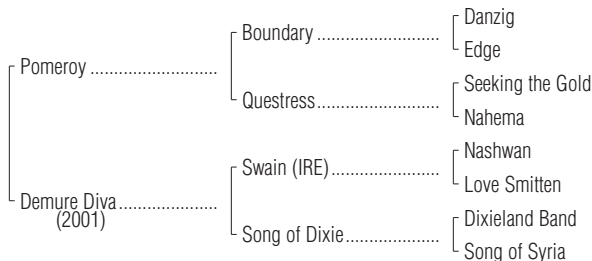 Danzig
Boundary ..............................
Edge
Pomeroy ...............................
Seeking the Gold
Questress..............................
Nahema
Nashwan
Swain (IRE)............................
Love Smitten
Demure Diva........................
(2001)
Dixieland Band
Song of Dixie..........................
Song of Syria